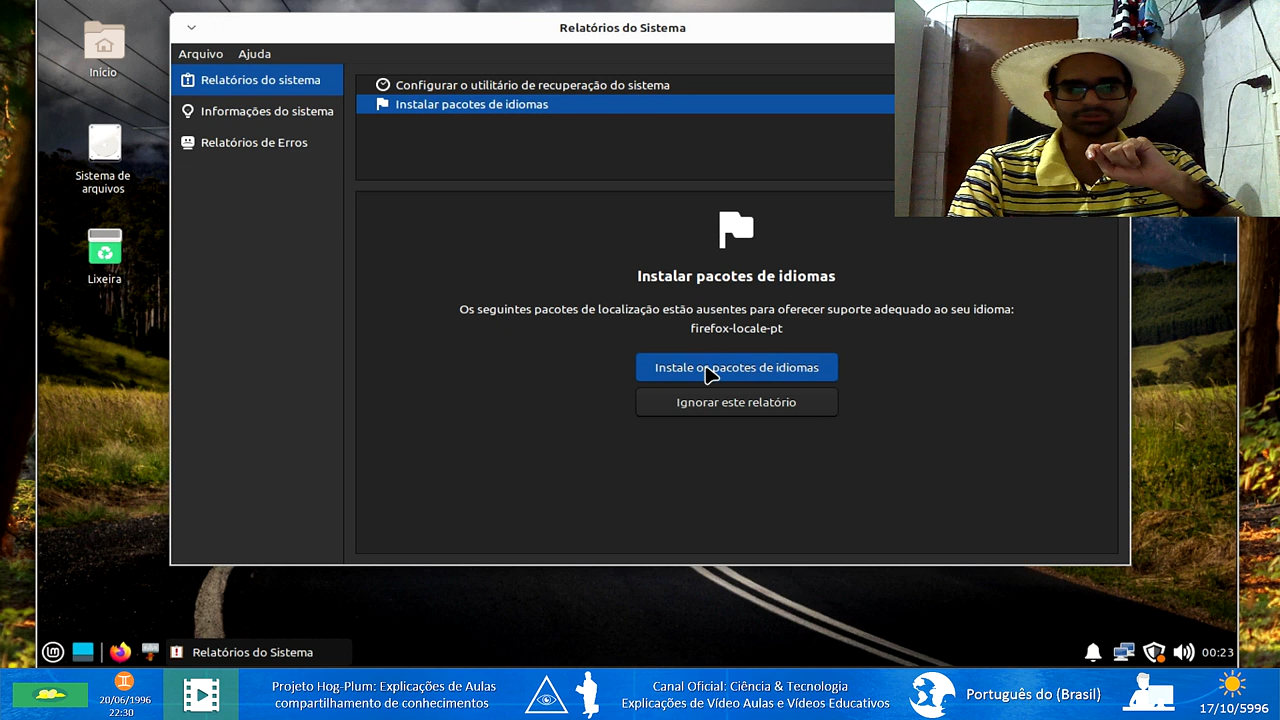 Relatórios do Sistema
Arquivo Ajuda
Início
Sistema de
arquivos
Lixeira
Relatórios do sistema
Informações do sistema
Relatórios de Erros
Configurar o utilitário de recuperação do sistema
Instalar pacotes de idiomas
Instalar pacotes de idiomas
Os seguintes pacotes de localização estão ausentes para oferecer suporte adequado ao seu idioma:
firefox-locale-pt
Instale os pacotes de idiomas
Ignorar este relatório
Relatórios do Sistema
00:23
20/06/1996
22:30
Projeto Hog-Plum: Explicações de Aulas
compartilhamento de conhecimentos
Canal Oficial: Ciência & Tecnologia
Explicações de Vídeo Aulas e Vídeos Educativos
Português do (Brasil)
17/10/5996